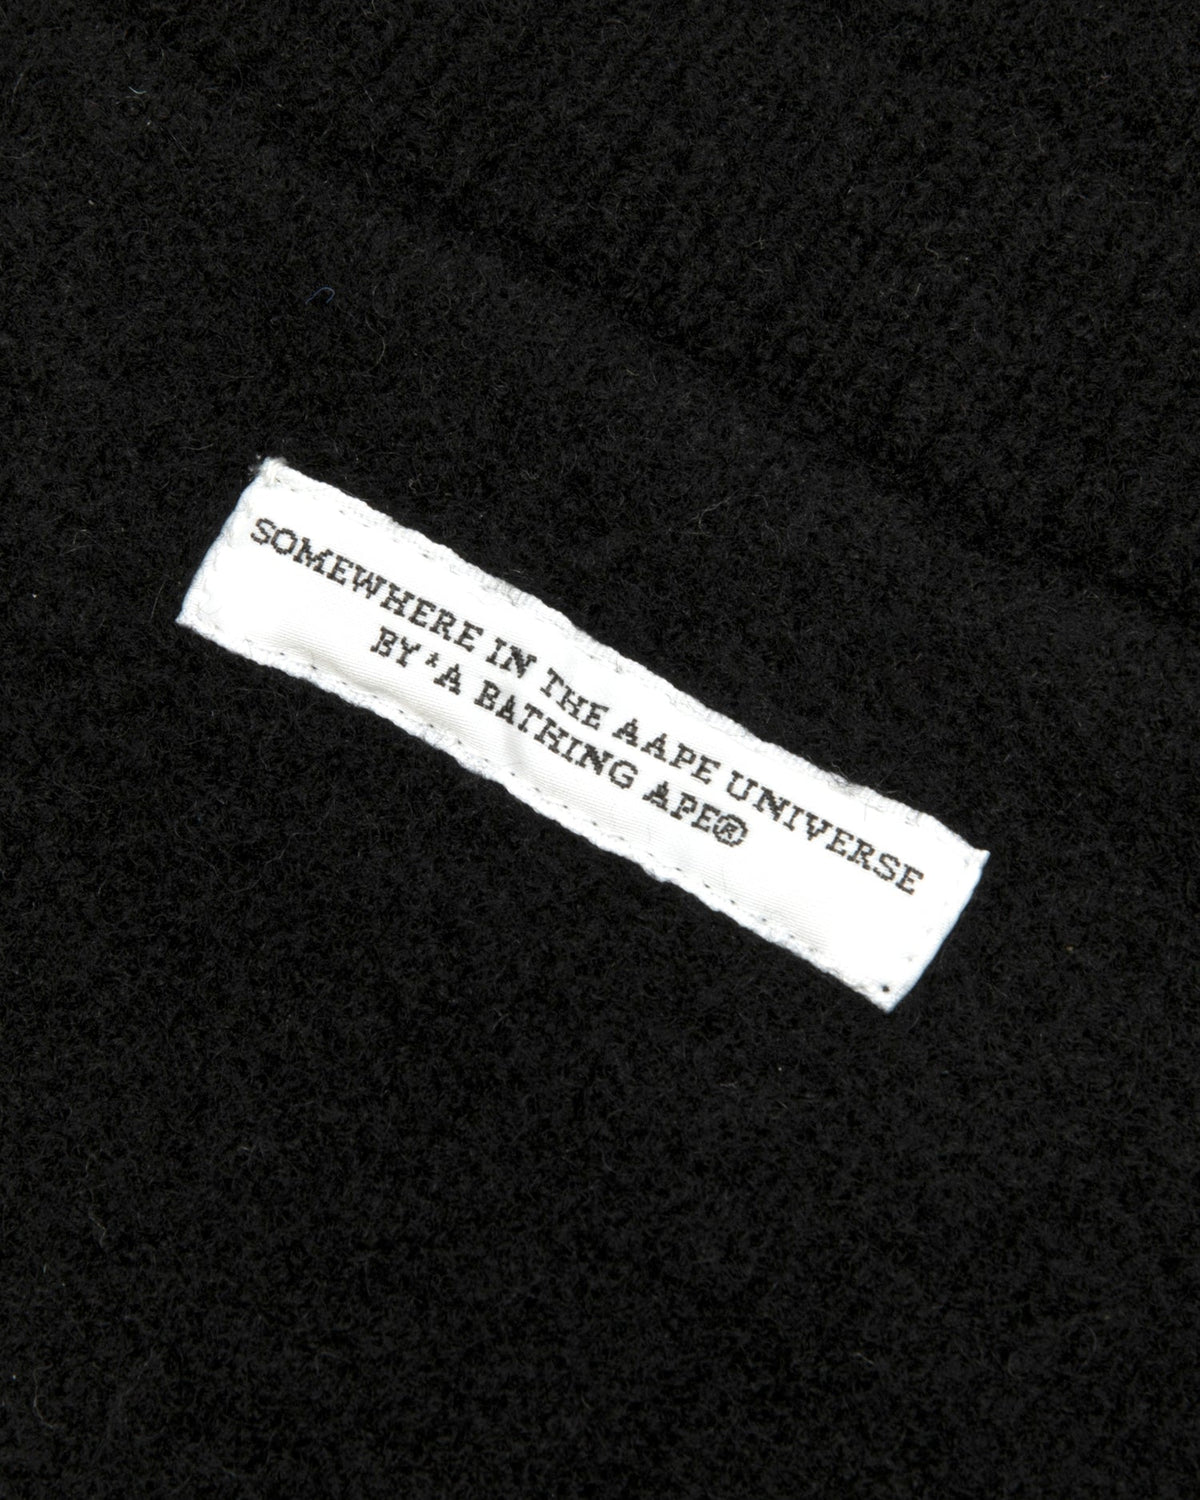 SOMEWHERE IN THE AAPE UNIVERSE
BY 'A BATHING APE®